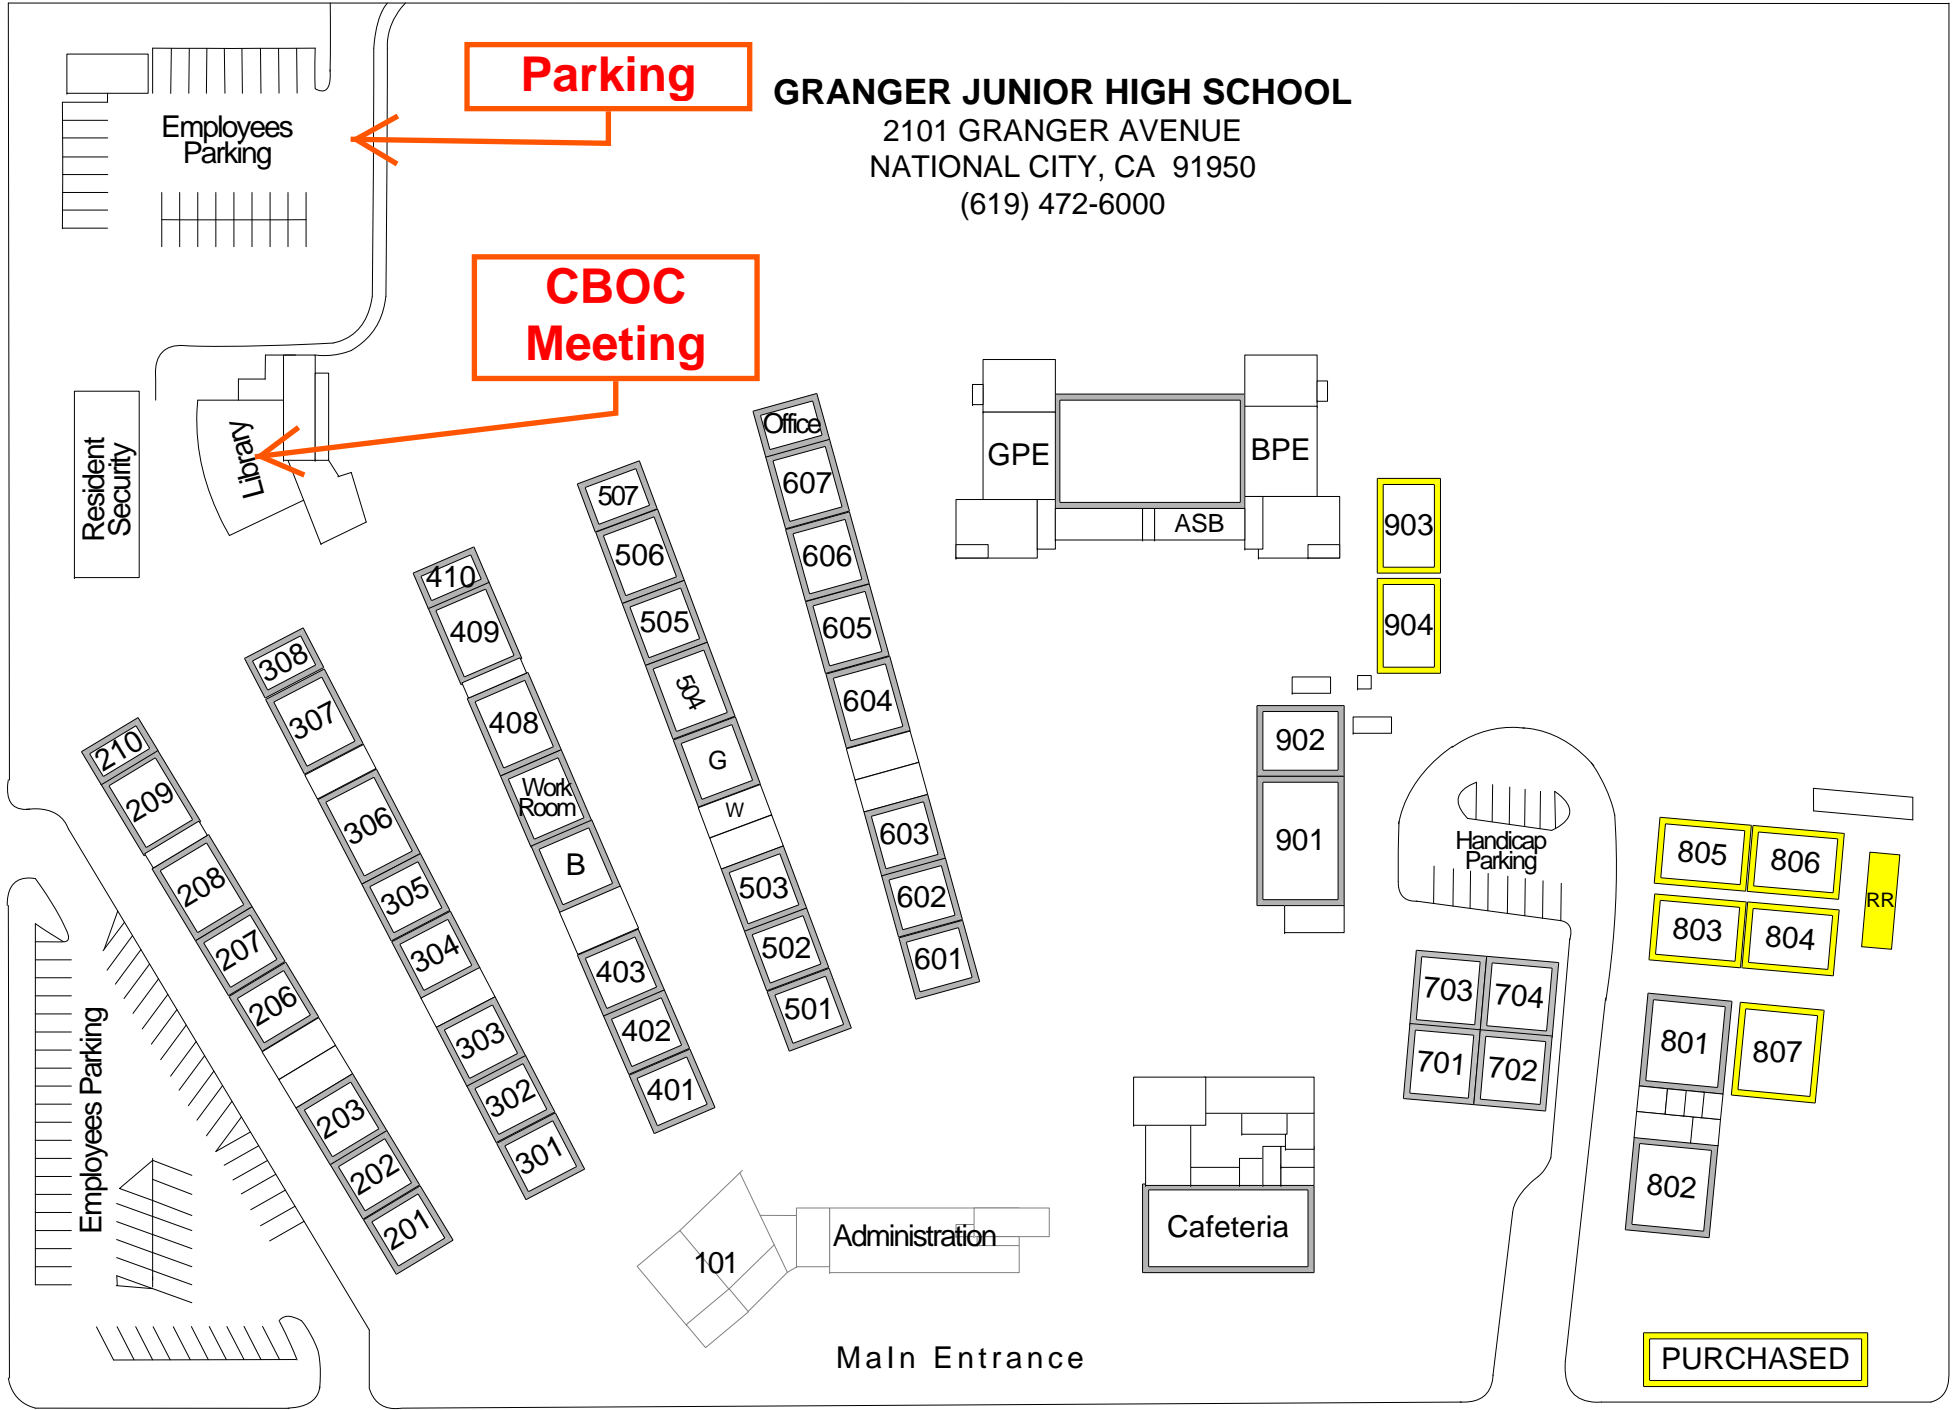 Parking
GRANGER JUNIOR HIGH SCHOOL
2101 GRANGER AVENUE
NATIONAL CITY, CA 91950
(619) 472-6000
Employees
Parking
CBOC
Meeting
Resident
Security
Library
Office
607
606
605
604
603
602
601
507
506
505
504
G
W
503
502
501
410
409
408
Work
Room
B
403
402
401
308
307
306
305
304
303
302
301
210
209
208
207
206
203
202
201
Employees Parking
GPE
BPE
ASB
903
904
902
901
Handicap
Parking
805
806
RR
803
804
703
704
701
702
801
807
802
101
Administration
Cafeteria
MaIn Entrance
PURCHASED